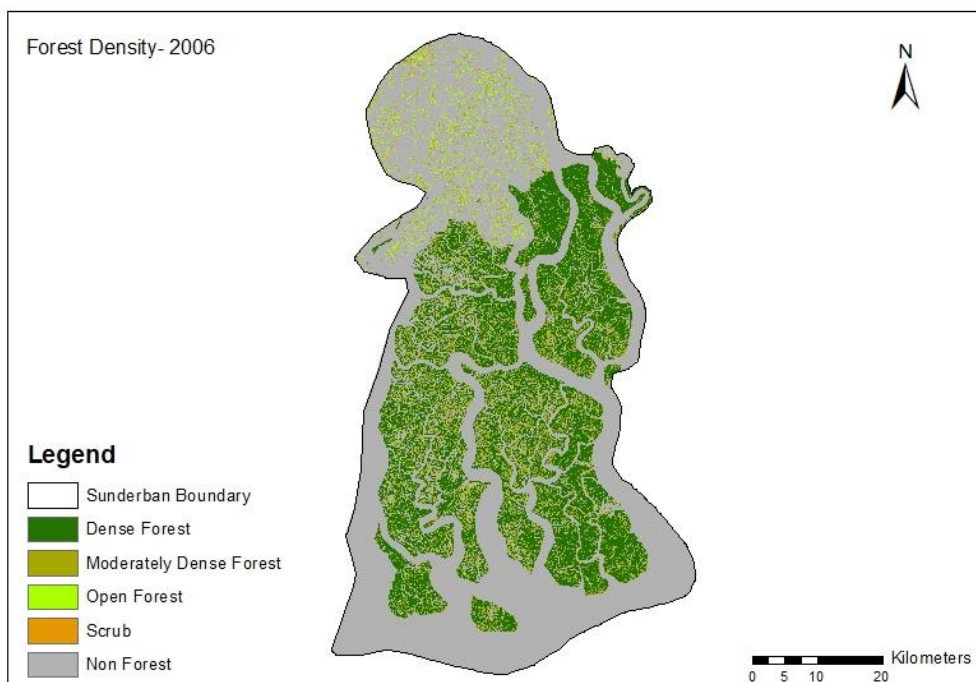 Forest Density- 2006
N
Legend
Sunderban Boundary
Dense Forest
Moderately Dense Forest
Open Forest
Scrub
Non Forest
Kilometers
0 5 10 20